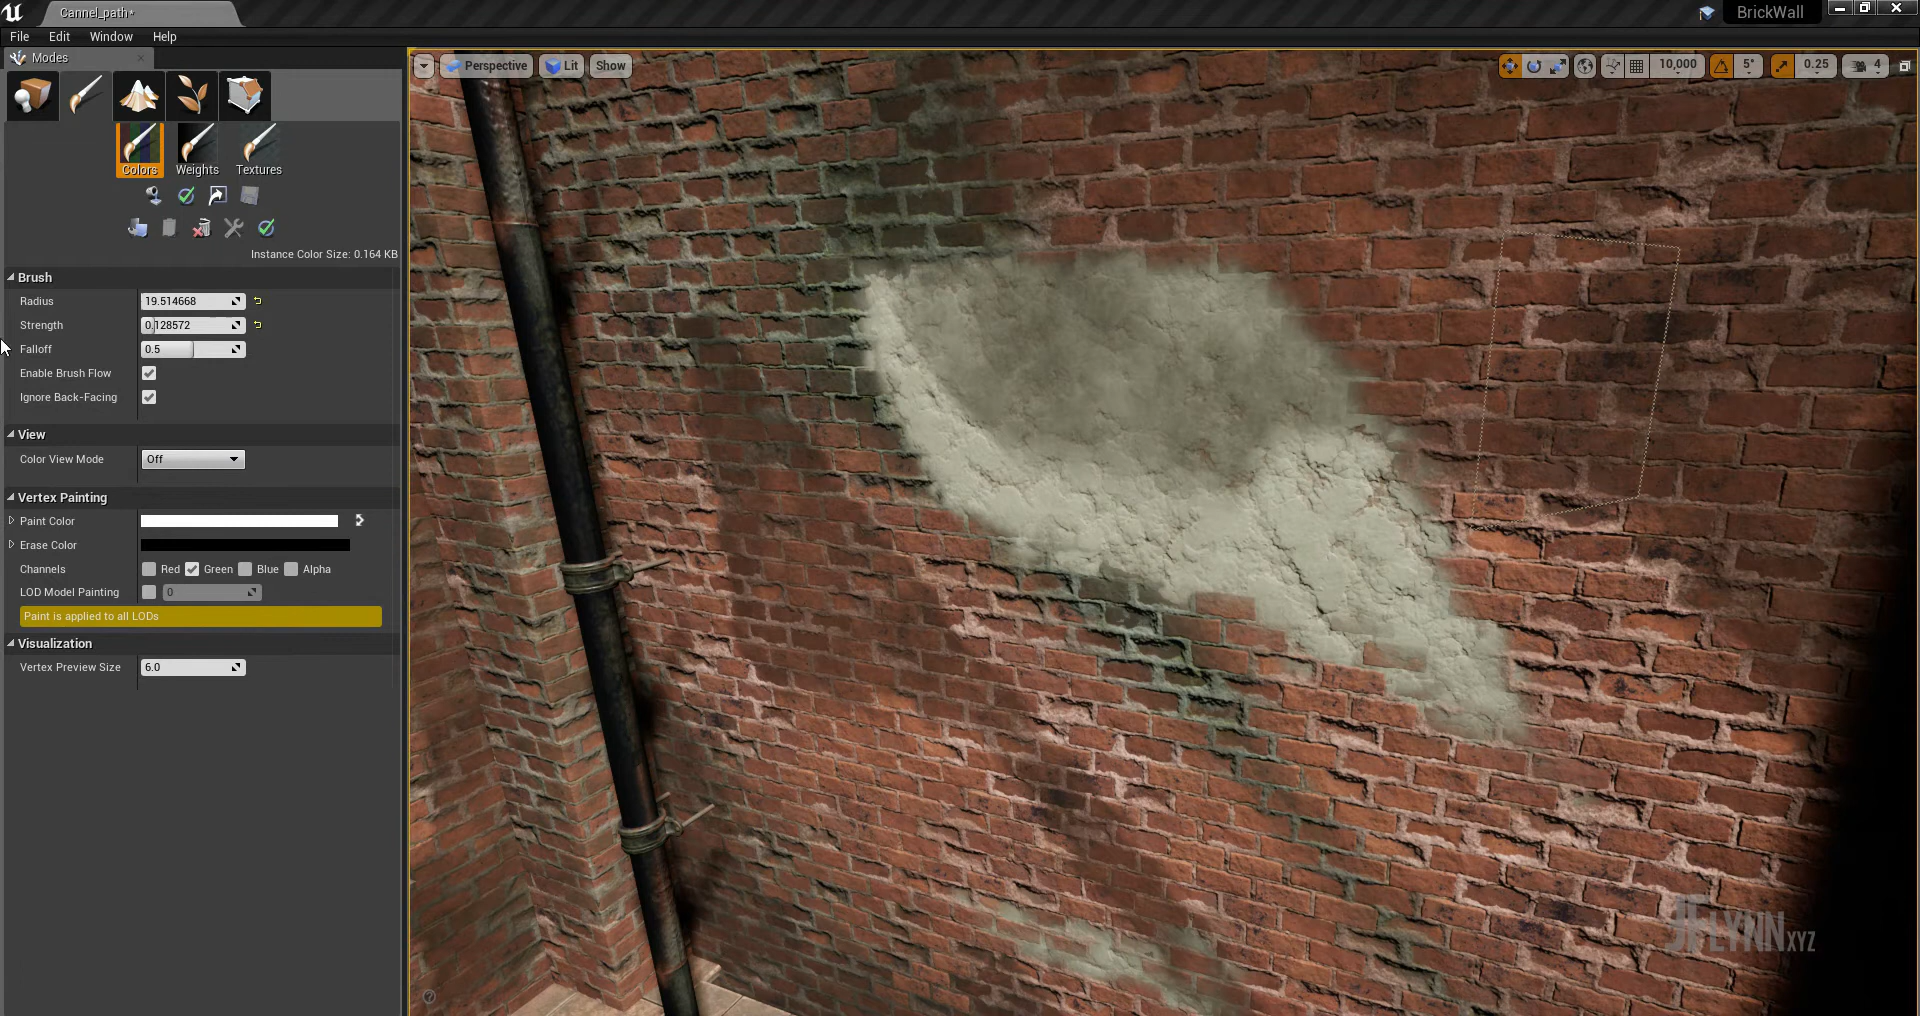 Cannel_path*
BrickWall
File Edit Window Help
Modes
Perspective Lit Show
10,000 5° 0.25 4
Colors Weights Textures
Instance Color Size: 0.164 KB
Brush
Radius 19.514668
Strength 0.128572
Falloff 0.5
Enable Brush Flow
Ignore Back-Facing
View
Color View Mode Off
Vertex Painting
Paint Color
Erase Color
Channels Red Green Blue Alpha
LOD Model Painting 0
Paint is applied to all LODs
Visualization
Vertex Preview Size 6.0
JFLYNNXYZ